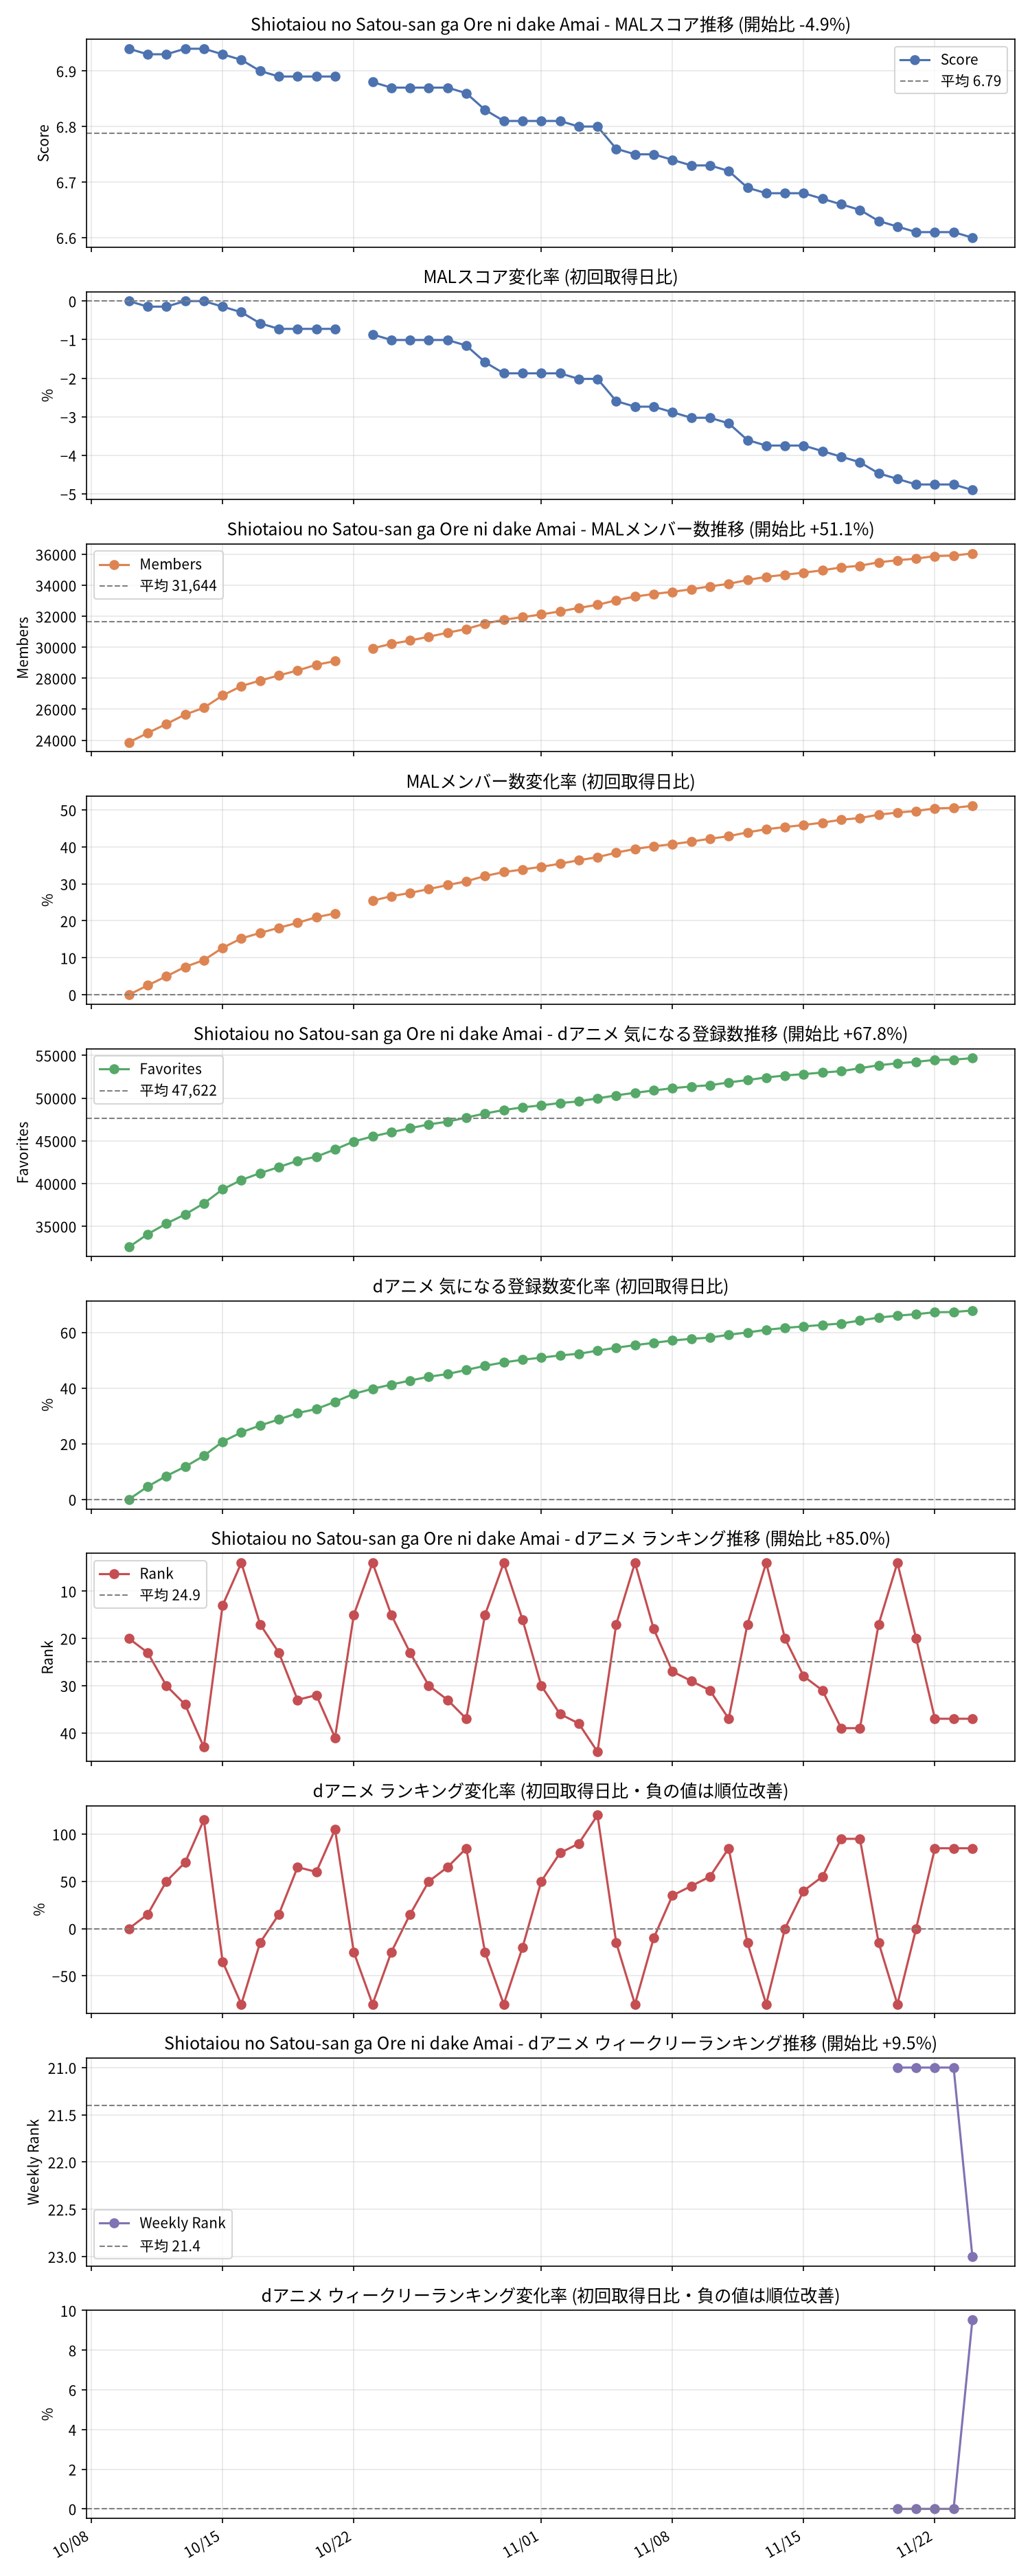 Shiotaiou no Satou-san ga Ore ni dake Amai - MALスコア推移 (開始比 -4.9%)
Score
平均 6.79
6.9
6.8
6.7
6.6
Score
MALスコア変化率 (初回取得日比)
0
−1
−2
−3
−4
−5
%
Shiotaiou no Satou-san ga Ore ni dake Amai - MALメンバー数推移 (開始比 +51.1%)
Members
平均 31,644
36000
34000
32000
30000
28000
26000
24000
Members
MALメンバー数変化率 (初回取得日比)
50
40
30
20
10
0
%
Shiotaiou no Satou-san ga Ore ni dake Amai - dアニメ 気になる登録数推移 (開始比 +67.8%)
Favorites
平均 47,622
55000
50000
45000
40000
35000
Favorites
dアニメ 気になる登録数変化率 (初回取得日比)
60
40
20
0
%
Shiotaiou no Satou-san ga Ore ni dake Amai - dアニメ ランキング推移 (開始比 +85.0%)
Rank
平均 24.9
10
20
30
40
Rank
dアニメ ランキング変化率 (初回取得日比・負の値は順位改善)
100
50
0
−50
%
Shiotaiou no Satou-san ga Ore ni dake Amai - dアニメ ウィークリーランキング推移 (開始比 +9.5%)
21.0
21.5
22.0
22.5
23.0
Weekly Rank
Weekly Rank
平均 21.4
dアニメ ウィークリーランキング変化率 (初回取得日比・負の値は順位改善)
10
8
6
4
2
0
%
10/08
10/15
10/22
11/01
11/08
11/15
11/22